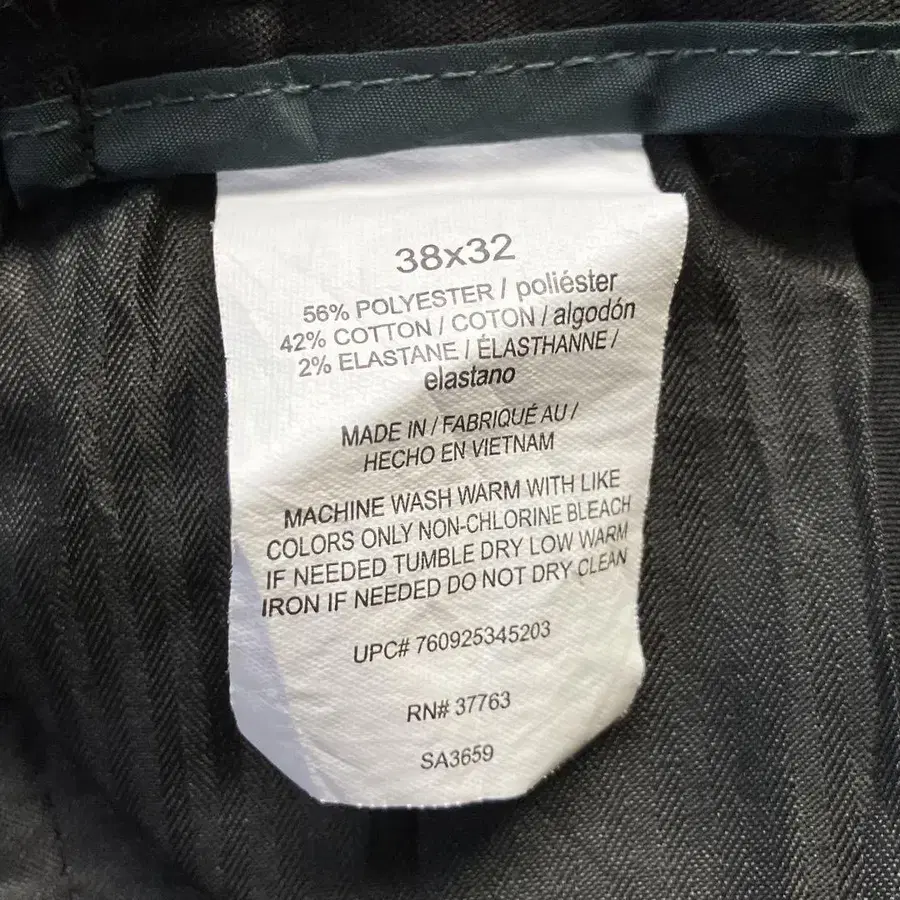 38x32
56% POLYESTER / poliéster
42% COTTON / COTON / algodón
2% ELASTANE / ÉLASTHANNE /
elastano
MADE IN / FABRIQUÉ AU /
HECHO EN VIETNAM
MACHINE WASH WARM WITH LIKE
COLORS ONLY NON-CHLORINE BLEACH
IF NEEDED TUMBLE DRY LOW WARM
IRON IF NEEDED DO NOT DRY CLEAN
UPC# 760925345203
RN# 37763
SA3659